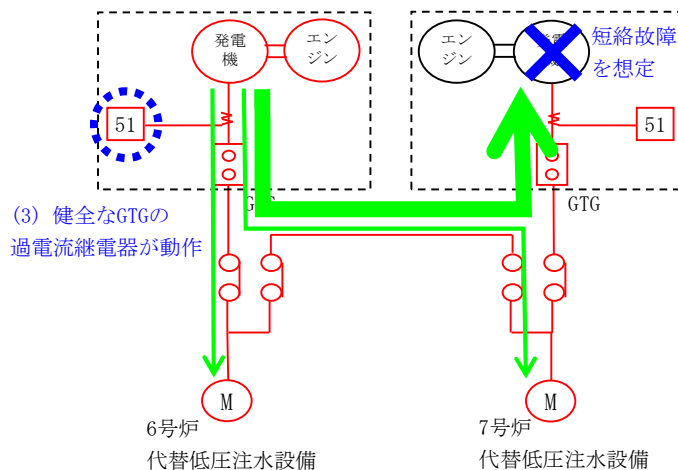 発電
機
エン
ジン
エン
ジン
短絡故障
を想定
51
51
GTG
(3) 健全なGTGの
過電流継電器が動作
M
M
6号炉
代替低圧注水設備
7号炉
代替低圧注水設備